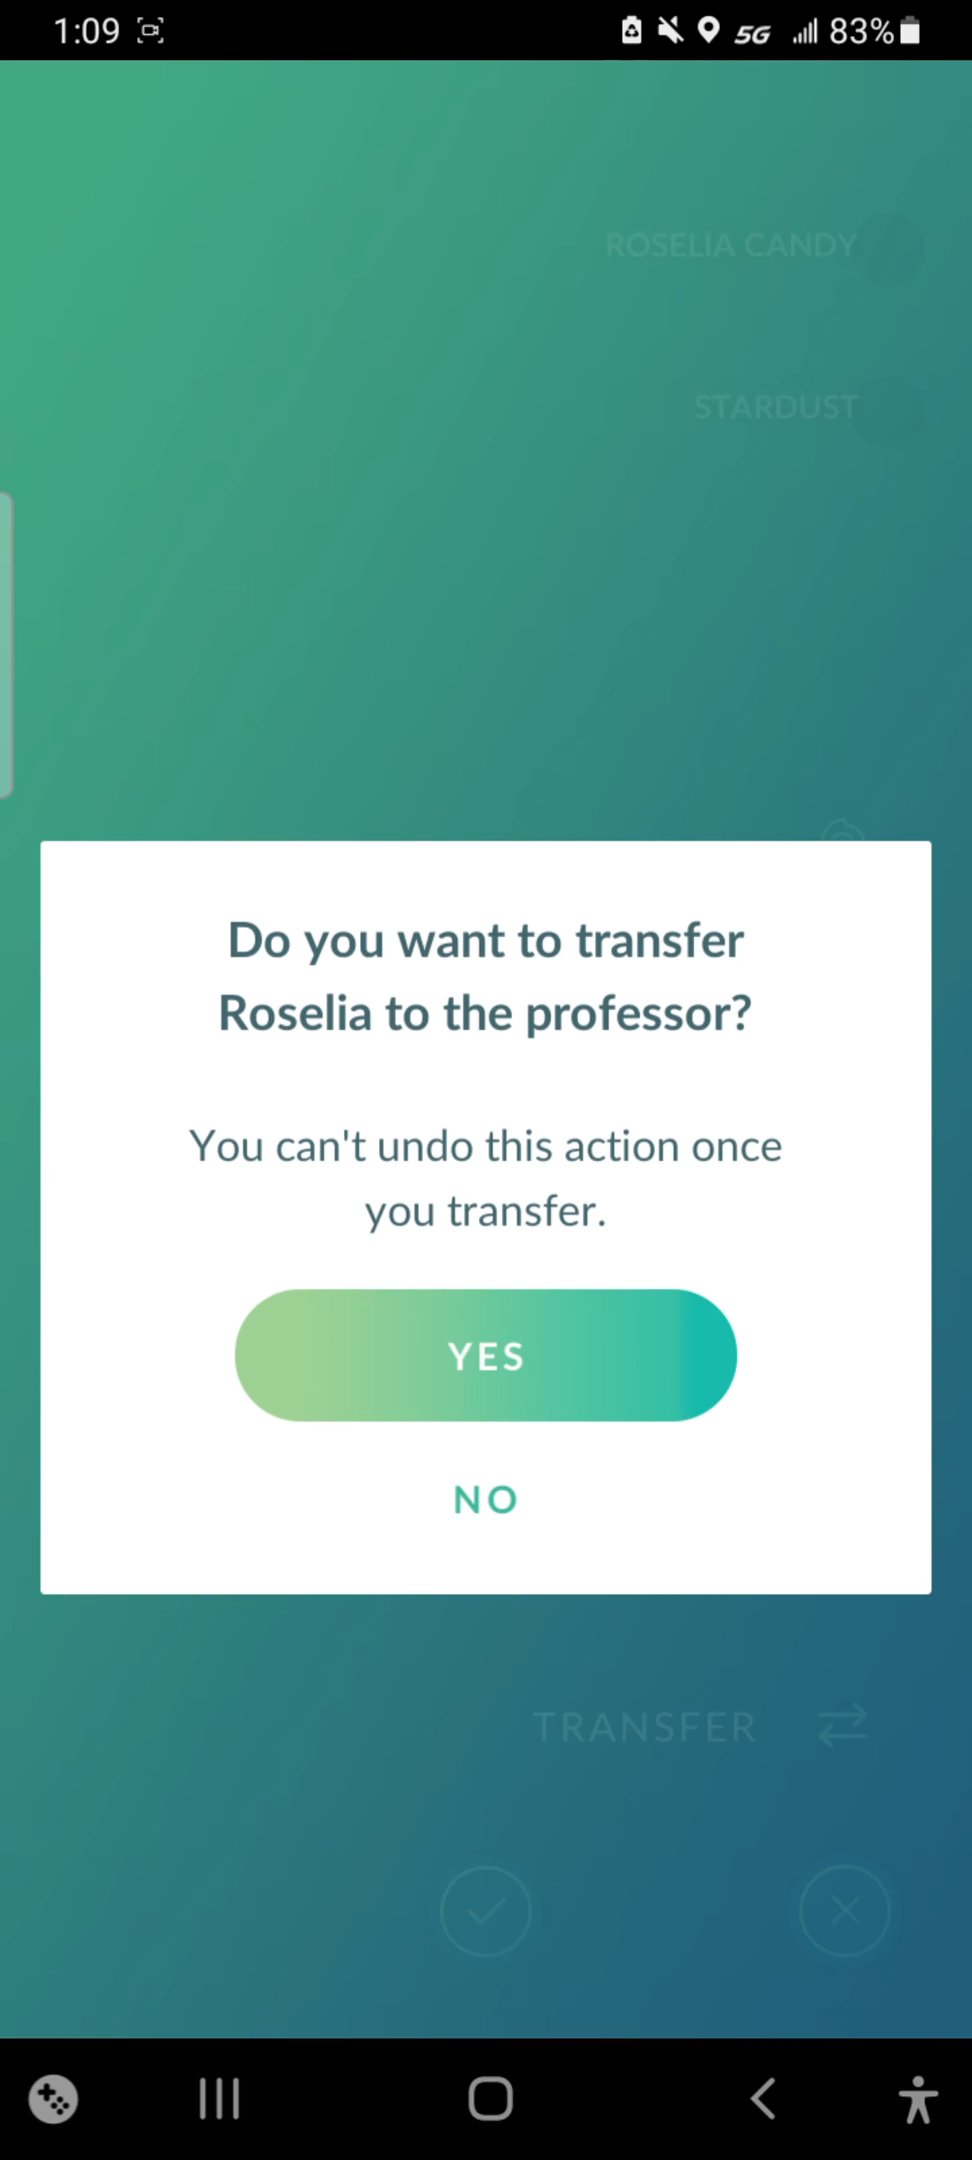 1:09
5G
83%
ROSELIA CANDY
STARDUST
Do you want to transfer
Roselia to the professor?
You can't undo this action once
you transfer.
YES
NO
TRANSFER